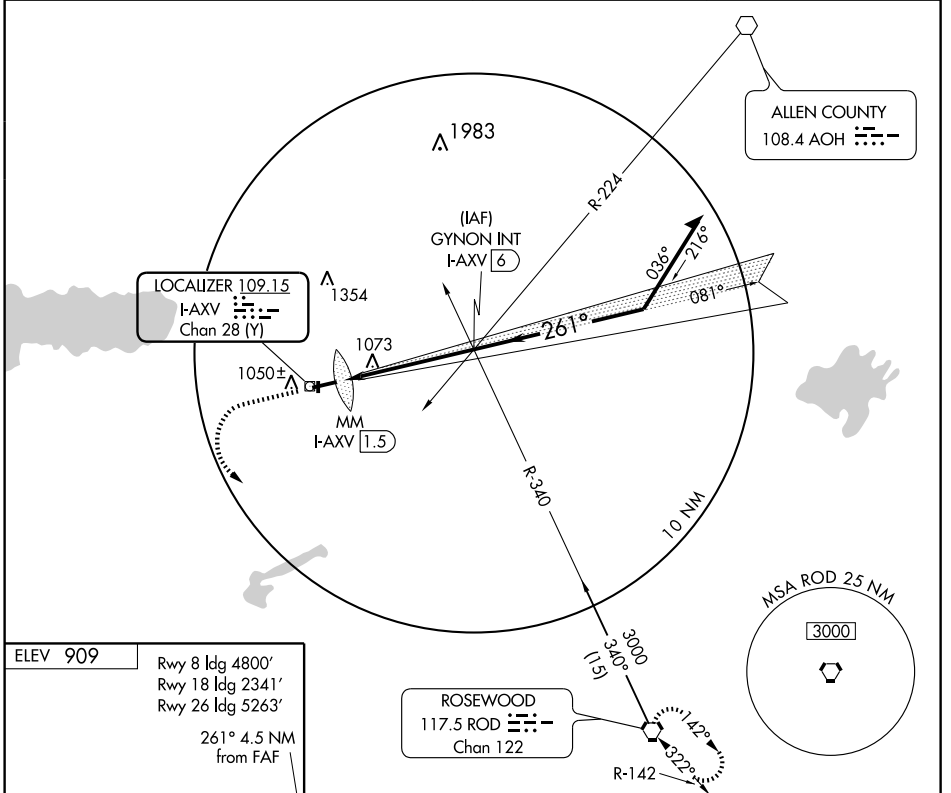 ALLEN COUNTY
108.4 AOH
1983
R-224
(IAF)
GYNON INT
I-AXV 6
036°
216°
LOCALIZER 109.15
I-AXV
Chan 28 (Y)
1354
081°
261°
1073
1050±
MM
I-AXV 1.5
R-340
10 NM
MSA ROD 25 NM
3000
3000
340°
(15)
ELEV 909
Rwy 8 ldg 4800'
Rwy 18 ldg 2341'
Rwy 26 ldg 5263'
261° 4.5 NM
from FAF
ROSEWOOD
117.5 ROD
Chan 122
142°
322°
R-142